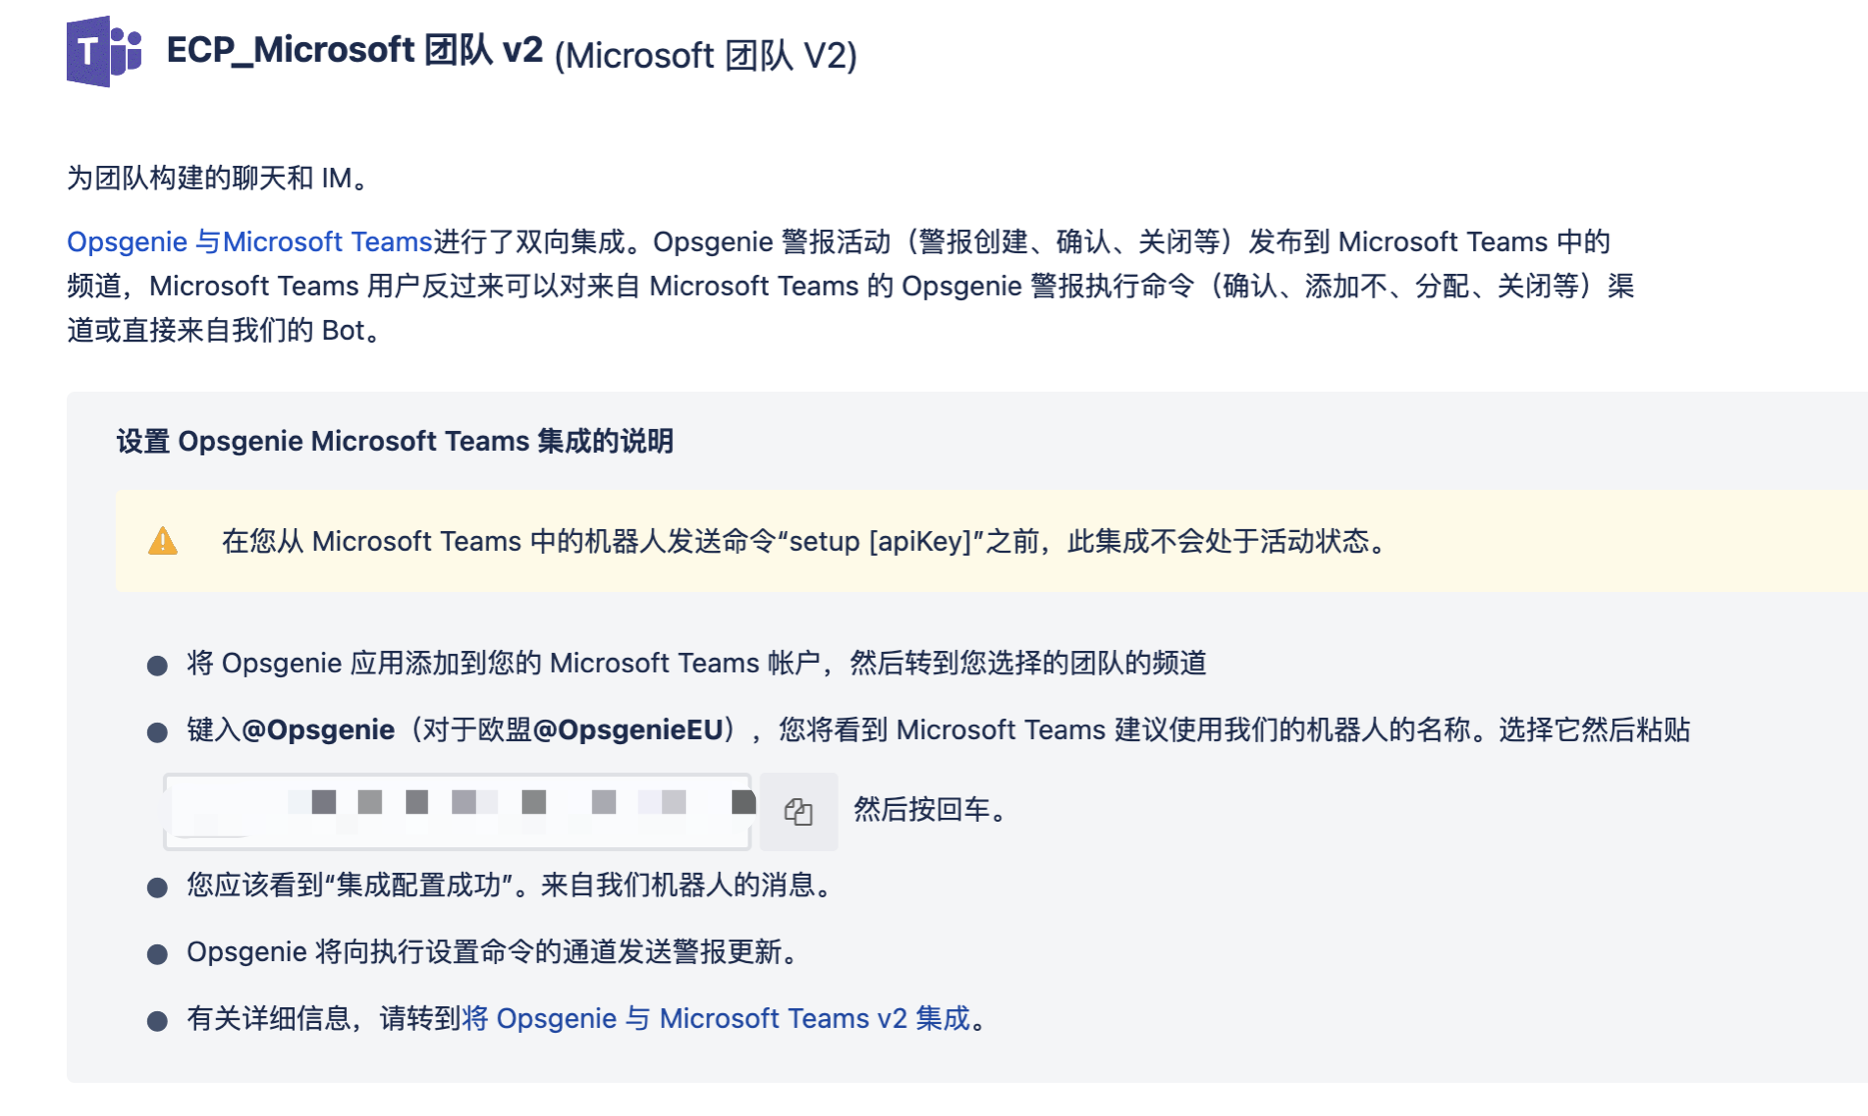 ECP_Microsoft 团队 v2 (Microsoft 团队 V2)
为团队构建的聊天和 IM。
Opsgenie 与Microsoft Teams进行了双向集成。Opsgenie 警报活动（警报创建、确认、关闭等）发布到 Microsoft Teams 中的
频道，Microsoft Teams 用户反过来可以对来自 Microsoft Teams 的 Opsgenie 警报执行命令（确认、添加不、分配、关闭等）渠
道或直接来自我们的 Bot。
设置 Opsgenie Microsoft Teams 集成的说明
在您从 Microsoft Teams 中的机器人发送命令“setup [apiKey]”之前，此集成不会处于活动状态。
将 Opsgenie 应用添加到您的 Microsoft Teams 帐户，然后转到您选择的团队的频道
键入@Opsgenie（对于欧盟@OpsgenieEU），您将看到 Microsoft Teams 建议使用我们的机器人的名称。选择它然后粘贴
然后按回车。
您应该看到“集成配置成功”。来自我们机器人的消息。
Opsgenie 将向执行设置命令的通道发送警报更新。
有关详细信息，请转到将 Opsgenie 与 Microsoft Teams v2 集成。